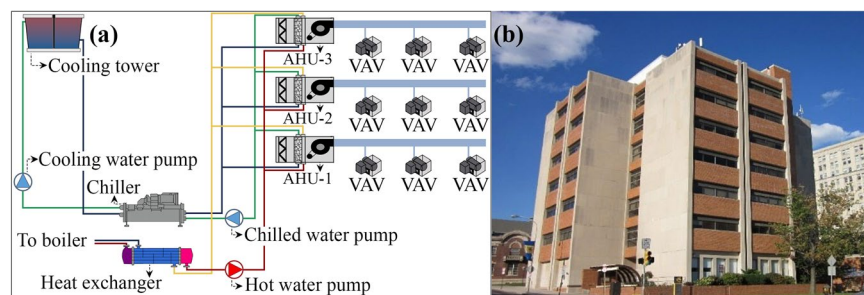 (a)
Cooling tower
Cooling water pump
Chiller
To boiler
Heat exchanger
Chilled water pump
Hot water pump
AHU-3
VAV VAV VAV
AHU-2
VAV VAV VAV
AHU-1
VAV VAV VAV
(b)